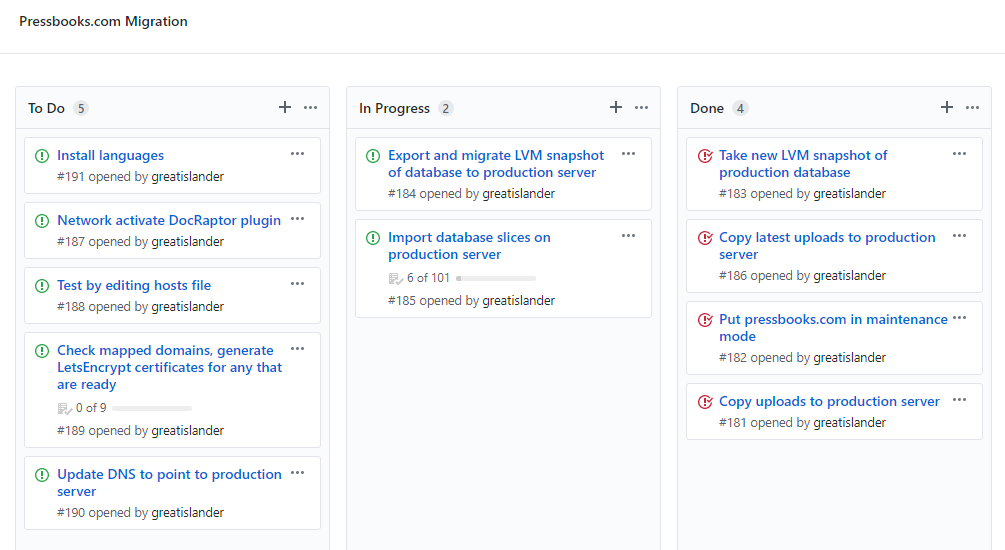 Pressbooks.com Migration
To Do 5
Install languages
#191 opened by greatislander
Network activate DocRaptor plugin
#187 opened by greatislander
Test by editing hosts file
#188 opened by greatislander
Check mapped domains, generate
LetsEncrypt certificates for any that
are ready
0 of 9
#189 opened by greatislander
Update DNS to point to production
server
#190 opened by greatislander
In Progress 2
Export and migrate LVM snapshot
of database to production server
#184 opened by greatislander
Import database slices on
production server
6 of 101
#185 opened by greatislander
Done 4
Take new LVM snapshot of
production database
#183 opened by greatislander
Copy latest uploads to production
server
#186 opened by greatislander
Put pressbooks.com in maintenance
mode
#182 opened by greatislander
Copy uploads to production server
#181 opened by greatislander